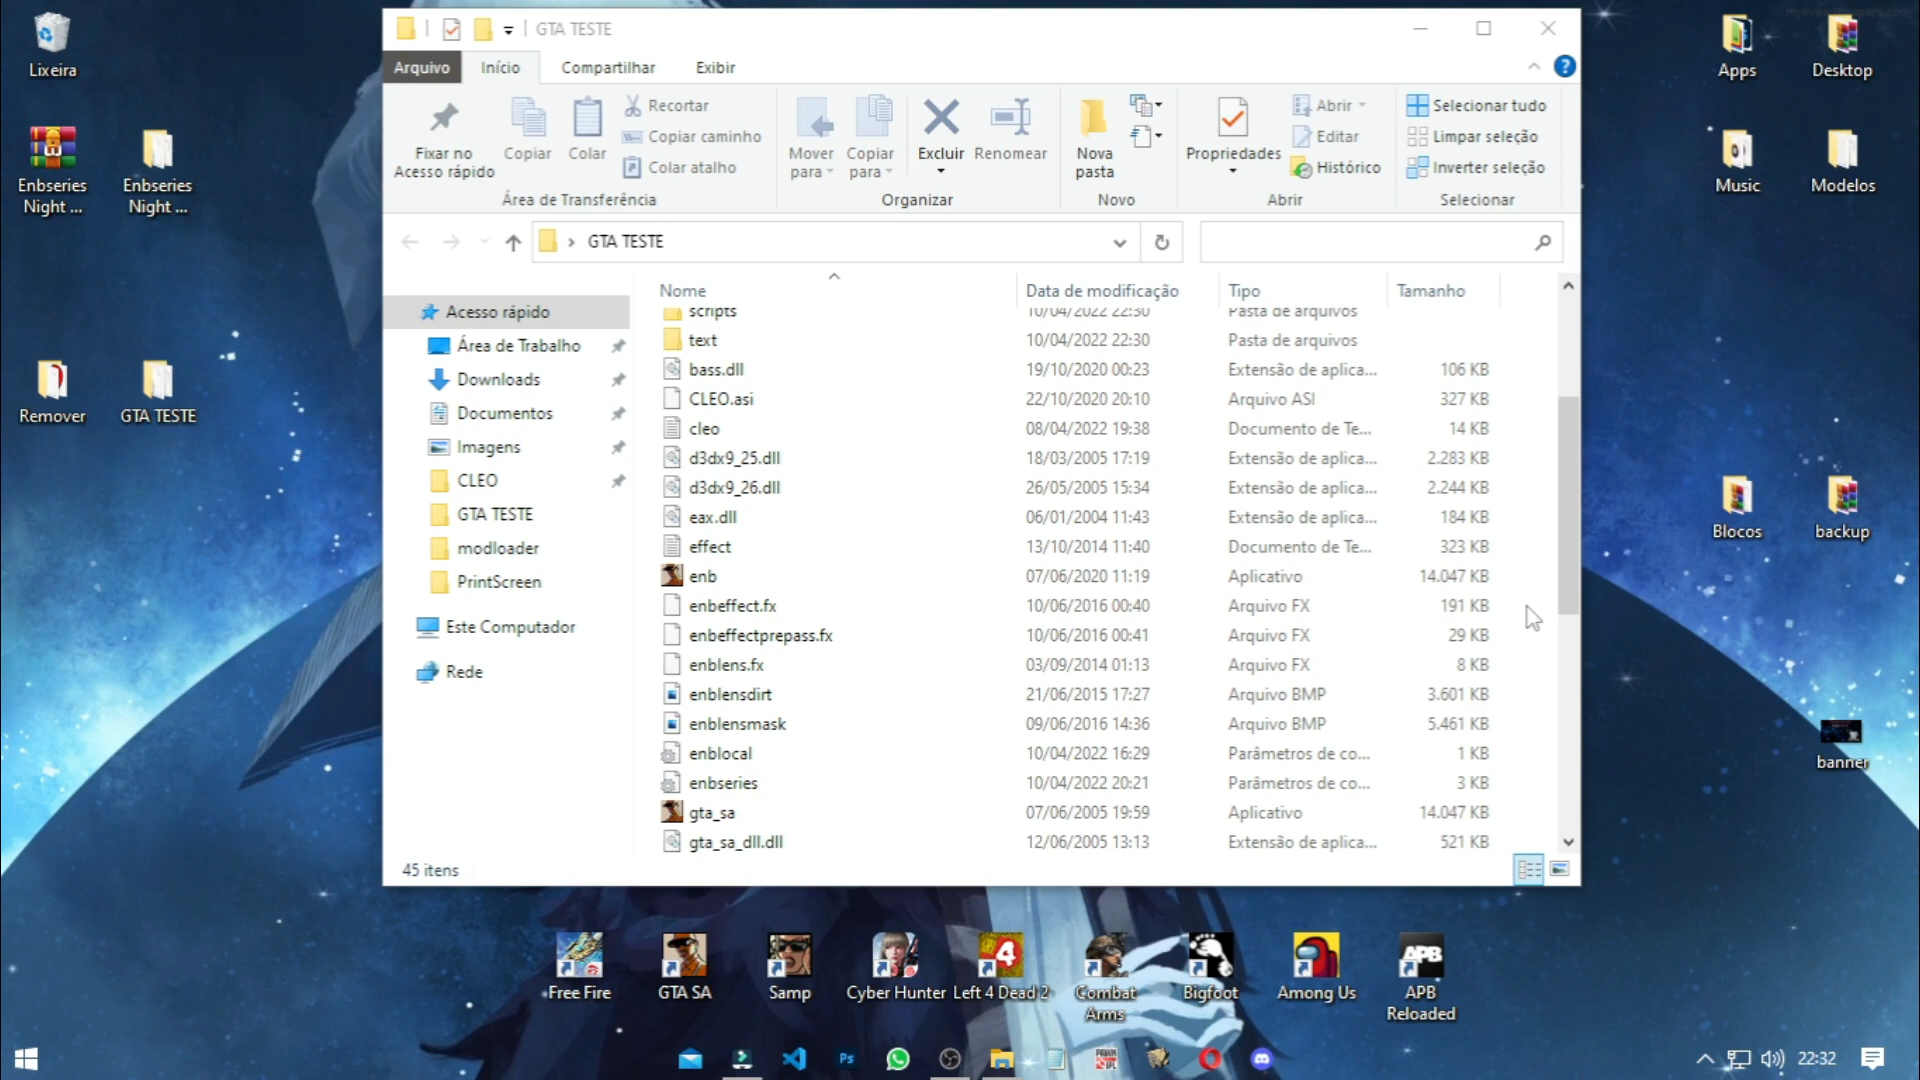 GTA TESTE
Arquivo
Início
Compartilhar
Exibir
Fixar no
Acesso rápido
Copiar
Colar
Recortar
Copiar caminho
Colar atalho
Área de Transferência
Mover
para
Copiar
para
Excluir
Renomear
Organizar
Nova
pasta
Novo
Propriedades
Abrir
Editar
Histórico
Abrir
Selecionar tudo
Limpar seleção
Inverter seleção
Selecionar
GTA TESTE
Acesso rápido
Área de Trabalho
Downloads
Documentos
Imagens
CLEO
GTA TESTE
modloader
PrintScreen
Este Computador
Rede
Nome Data de modificação Tipo Tamanho
scripts 10/04/2022 22:30 Pasta de arquivos
text 10/04/2022 22:30 Pasta de arquivos
bass.dll 19/10/2020 00:23 Extensão de aplica... 106 KB
CLEO.asi 22/10/2020 20:10 Arquivo ASI 327 KB
cleo 08/04/2022 19:38 Documento de Te... 14 KB
d3dx9_25.dll 18/03/2005 17:19 Extensão de aplica... 2.283 KB
d3dx9_26.dll 26/05/2005 15:34 Extensão de aplica... 2.244 KB
eax.dll 06/01/2004 11:43 Extensão de aplica... 184 KB
effect 13/10/2014 11:40 Documento de Te... 323 KB
enb 07/06/2020 11:19 Aplicativo 14.047 KB
enbeffect.fx 10/06/2016 00:40 Arquivo FX 191 KB
enbeffectprepass.fx 10/06/2016 00:41 Arquivo FX 29 KB
enblens.fx 03/09/2014 01:13 Arquivo FX 8 KB
enblensdirt 21/06/2015 17:27 Arquivo BMP 3.601 KB
enblensmask 09/06/2016 14:36 Arquivo BMP 5.461 KB
enblocal 10/04/2022 16:29 Parâmetros de co... 1 KB
enbseries 10/04/2022 20:21 Parâmetros de co... 3 KB
gta_sa 07/06/2005 19:59 Aplicativo 14.047 KB
gta_sa_dll.dll 12/06/2005 13:13 Extensão de aplica... 521 KB
45 itens
Lixeira
Enbseries
Night ...
Enbseries
Night ...
Remover
GTA TESTE
Apps
Desktop
Music
Modelos
Blocos
backup
banner
Free Fire
GTA SA
Samp
Cyber Hunter
4
Left 4 Dead 2
Combat
Arms
Bigfoot
Among Us
APB
APB
Reloaded
Ps
22:32